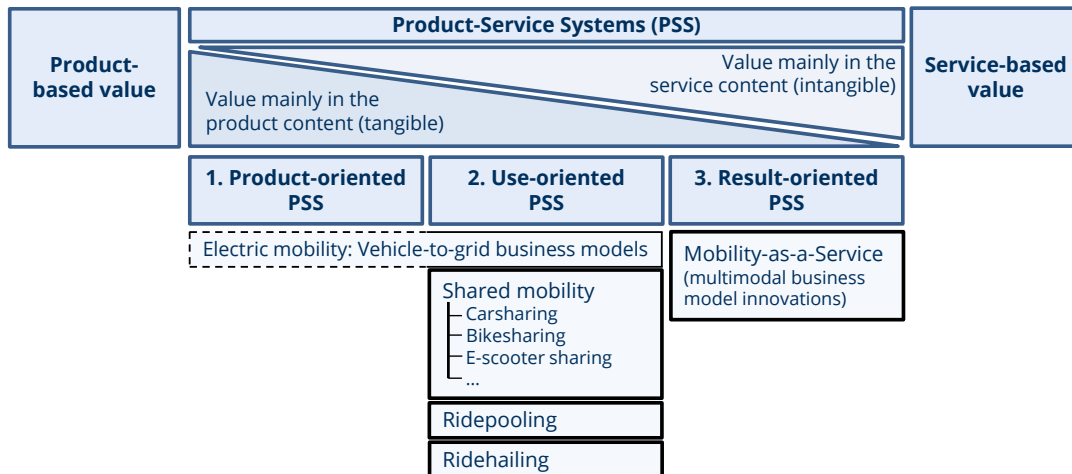 Product-Service Systems (PSS)
Product-
based value
Value mainly in the
service content (intangible)
Value mainly in the
product content (tangible)
Service-based
value
1. Product-oriented
PSS
2. Use-oriented
PSS
3. Result-oriented
PSS
Electric mobility: Vehicle-to-grid business models
Mobility-as-a-Service
(multimodal business
model innovations)
Shared mobility
Carsharing
Bikesharing
E-scooter sharing
...
Ridepooling
Ridehailing